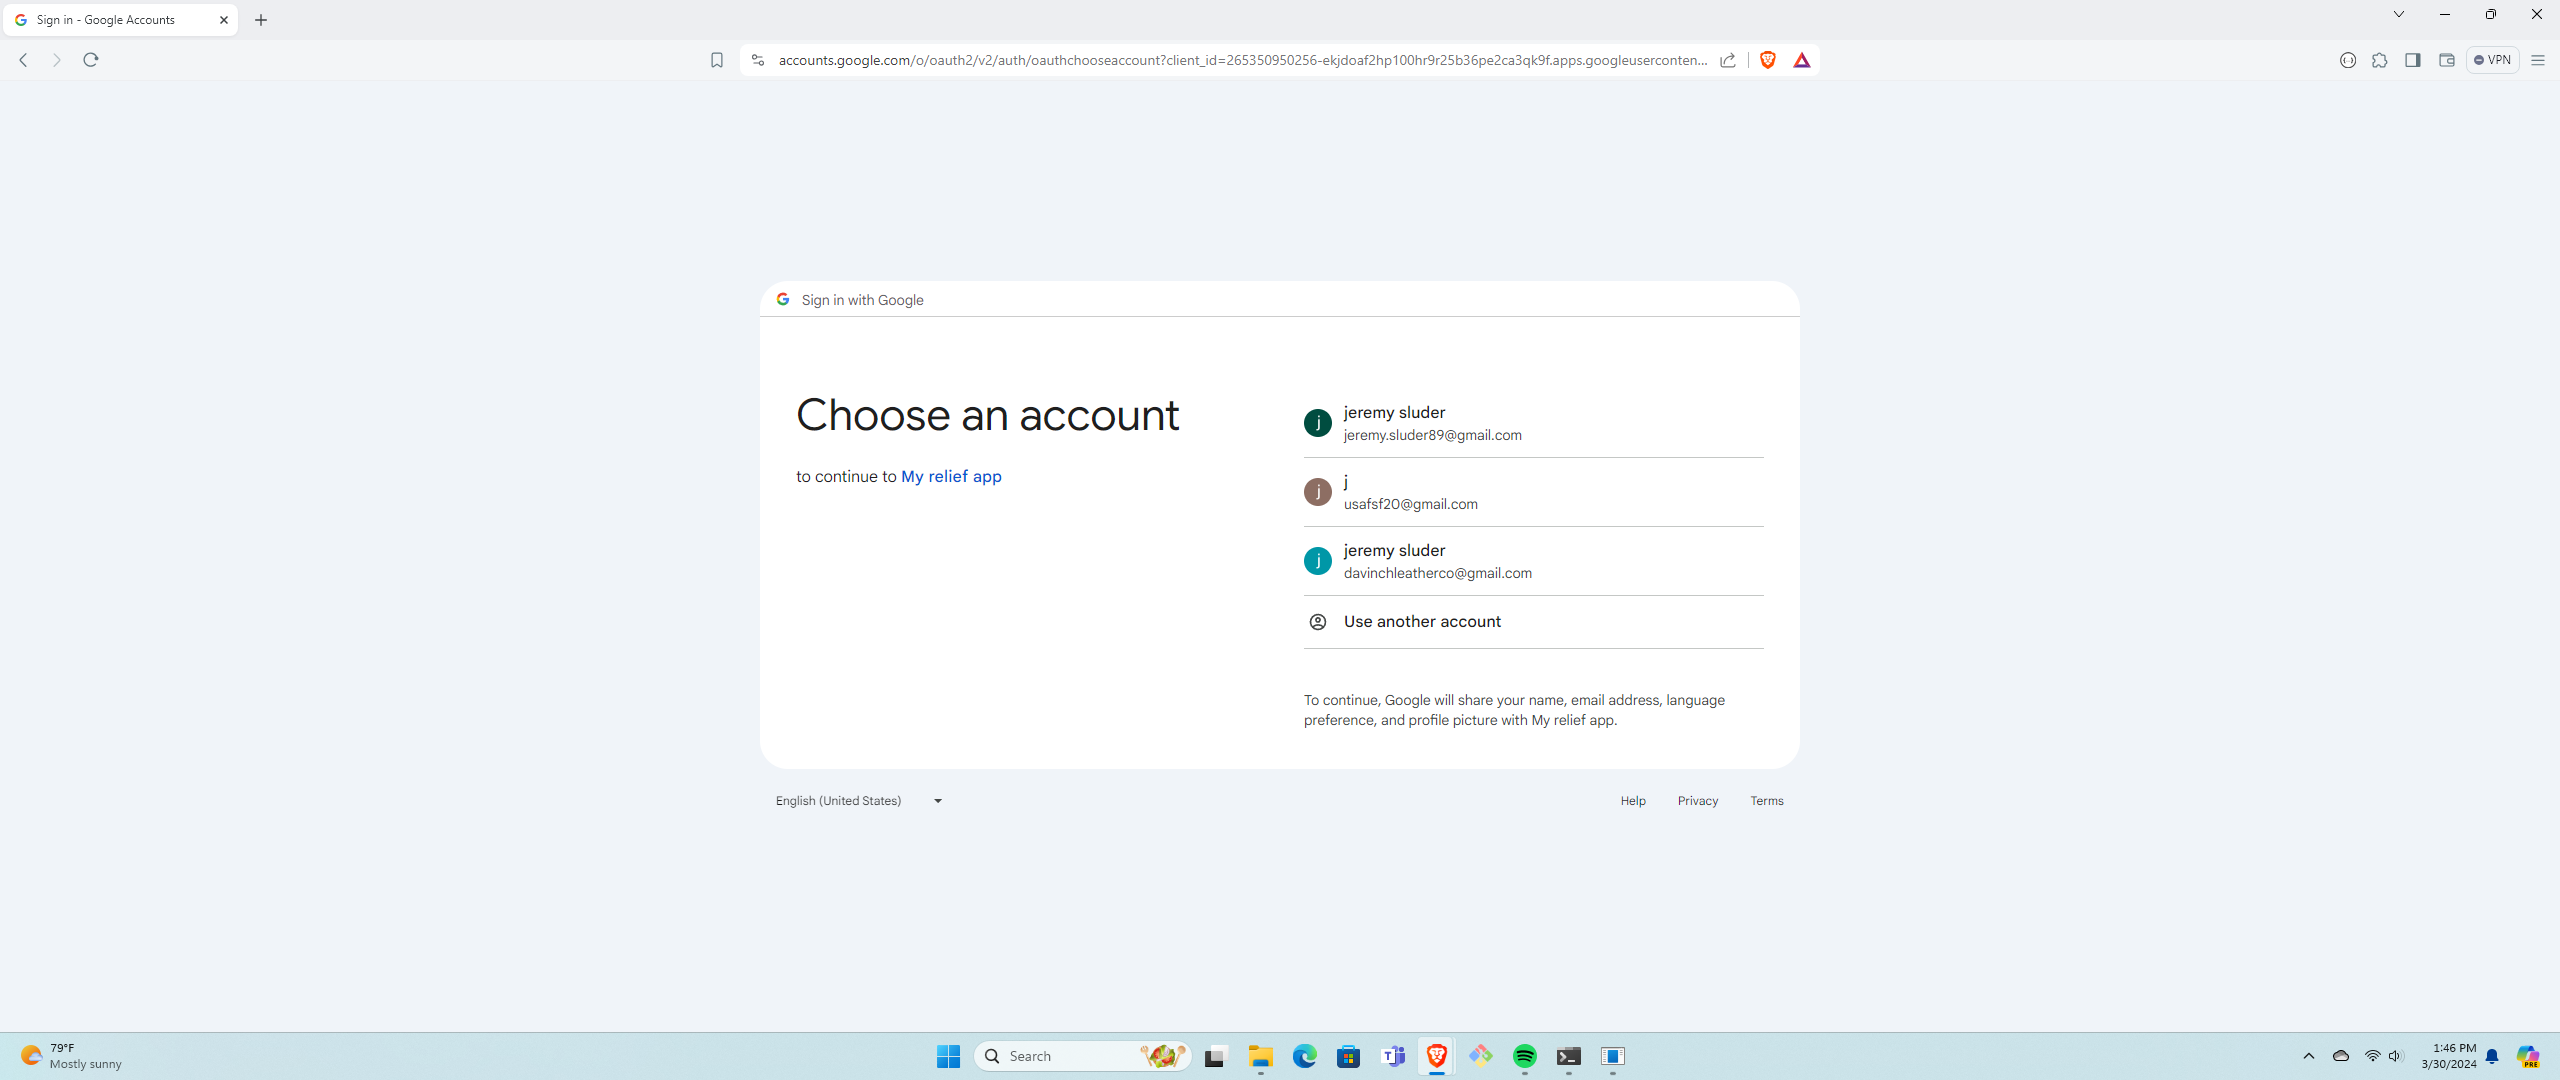 Sign in - Google Accounts
accounts.google.com/o/oauth2/v2/auth/oauthchooseaccount?client_id=265350950256-ekjdoaf2hp100hr9r25b36pe2ca3qk9f.apps.googleuserconten...
VPN
Sign in with Google
Choose an account
to continue to My relief app
j
jeremy sluder
jeremy.sluder89@gmail.com
j
j
usafsf20@gmail.com
j
jeremy sluder
davinchleatherco@gmail.com
Use another account
To continue, Google will share your name, email address, language
preference, and profile picture with My relief app.
English (United States)
Help
Privacy
Terms
79°F
Mostly sunny
Search
1:46 PM
3/30/2024
PRE